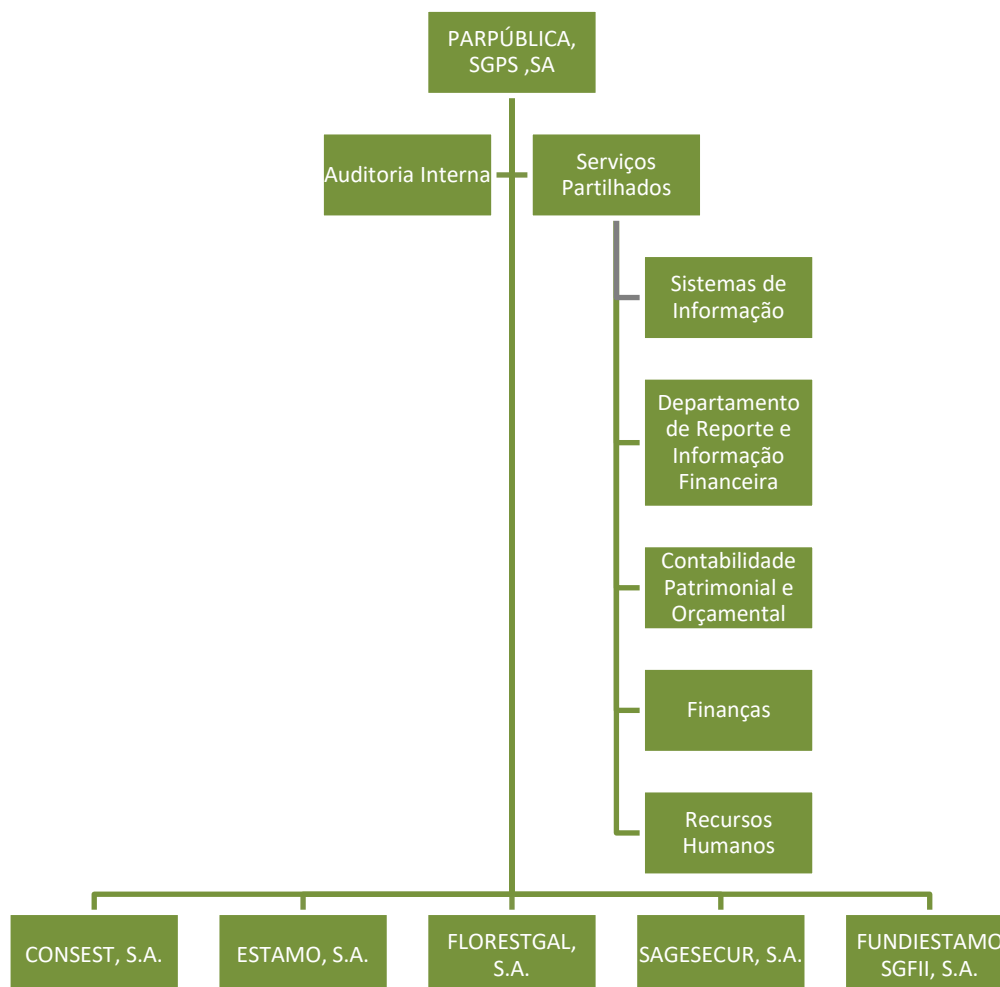 PARPÚBLICA,
SGPS ,SA
Auditoria Interna
Serviços
Partilhados
Sistemas de
Informação
Departamento
de Reporte e
Informação
Financeira
Contabilidade
Patrimonial e
Orçamental
Finanças
Recursos
Humanos
CONSEST, S.A.
ESTAMO, S.A.
FLORESTGAL,
S.A.
SAGESECUR, S.A.
FUNDIESTAMO
SGFII, S.A.